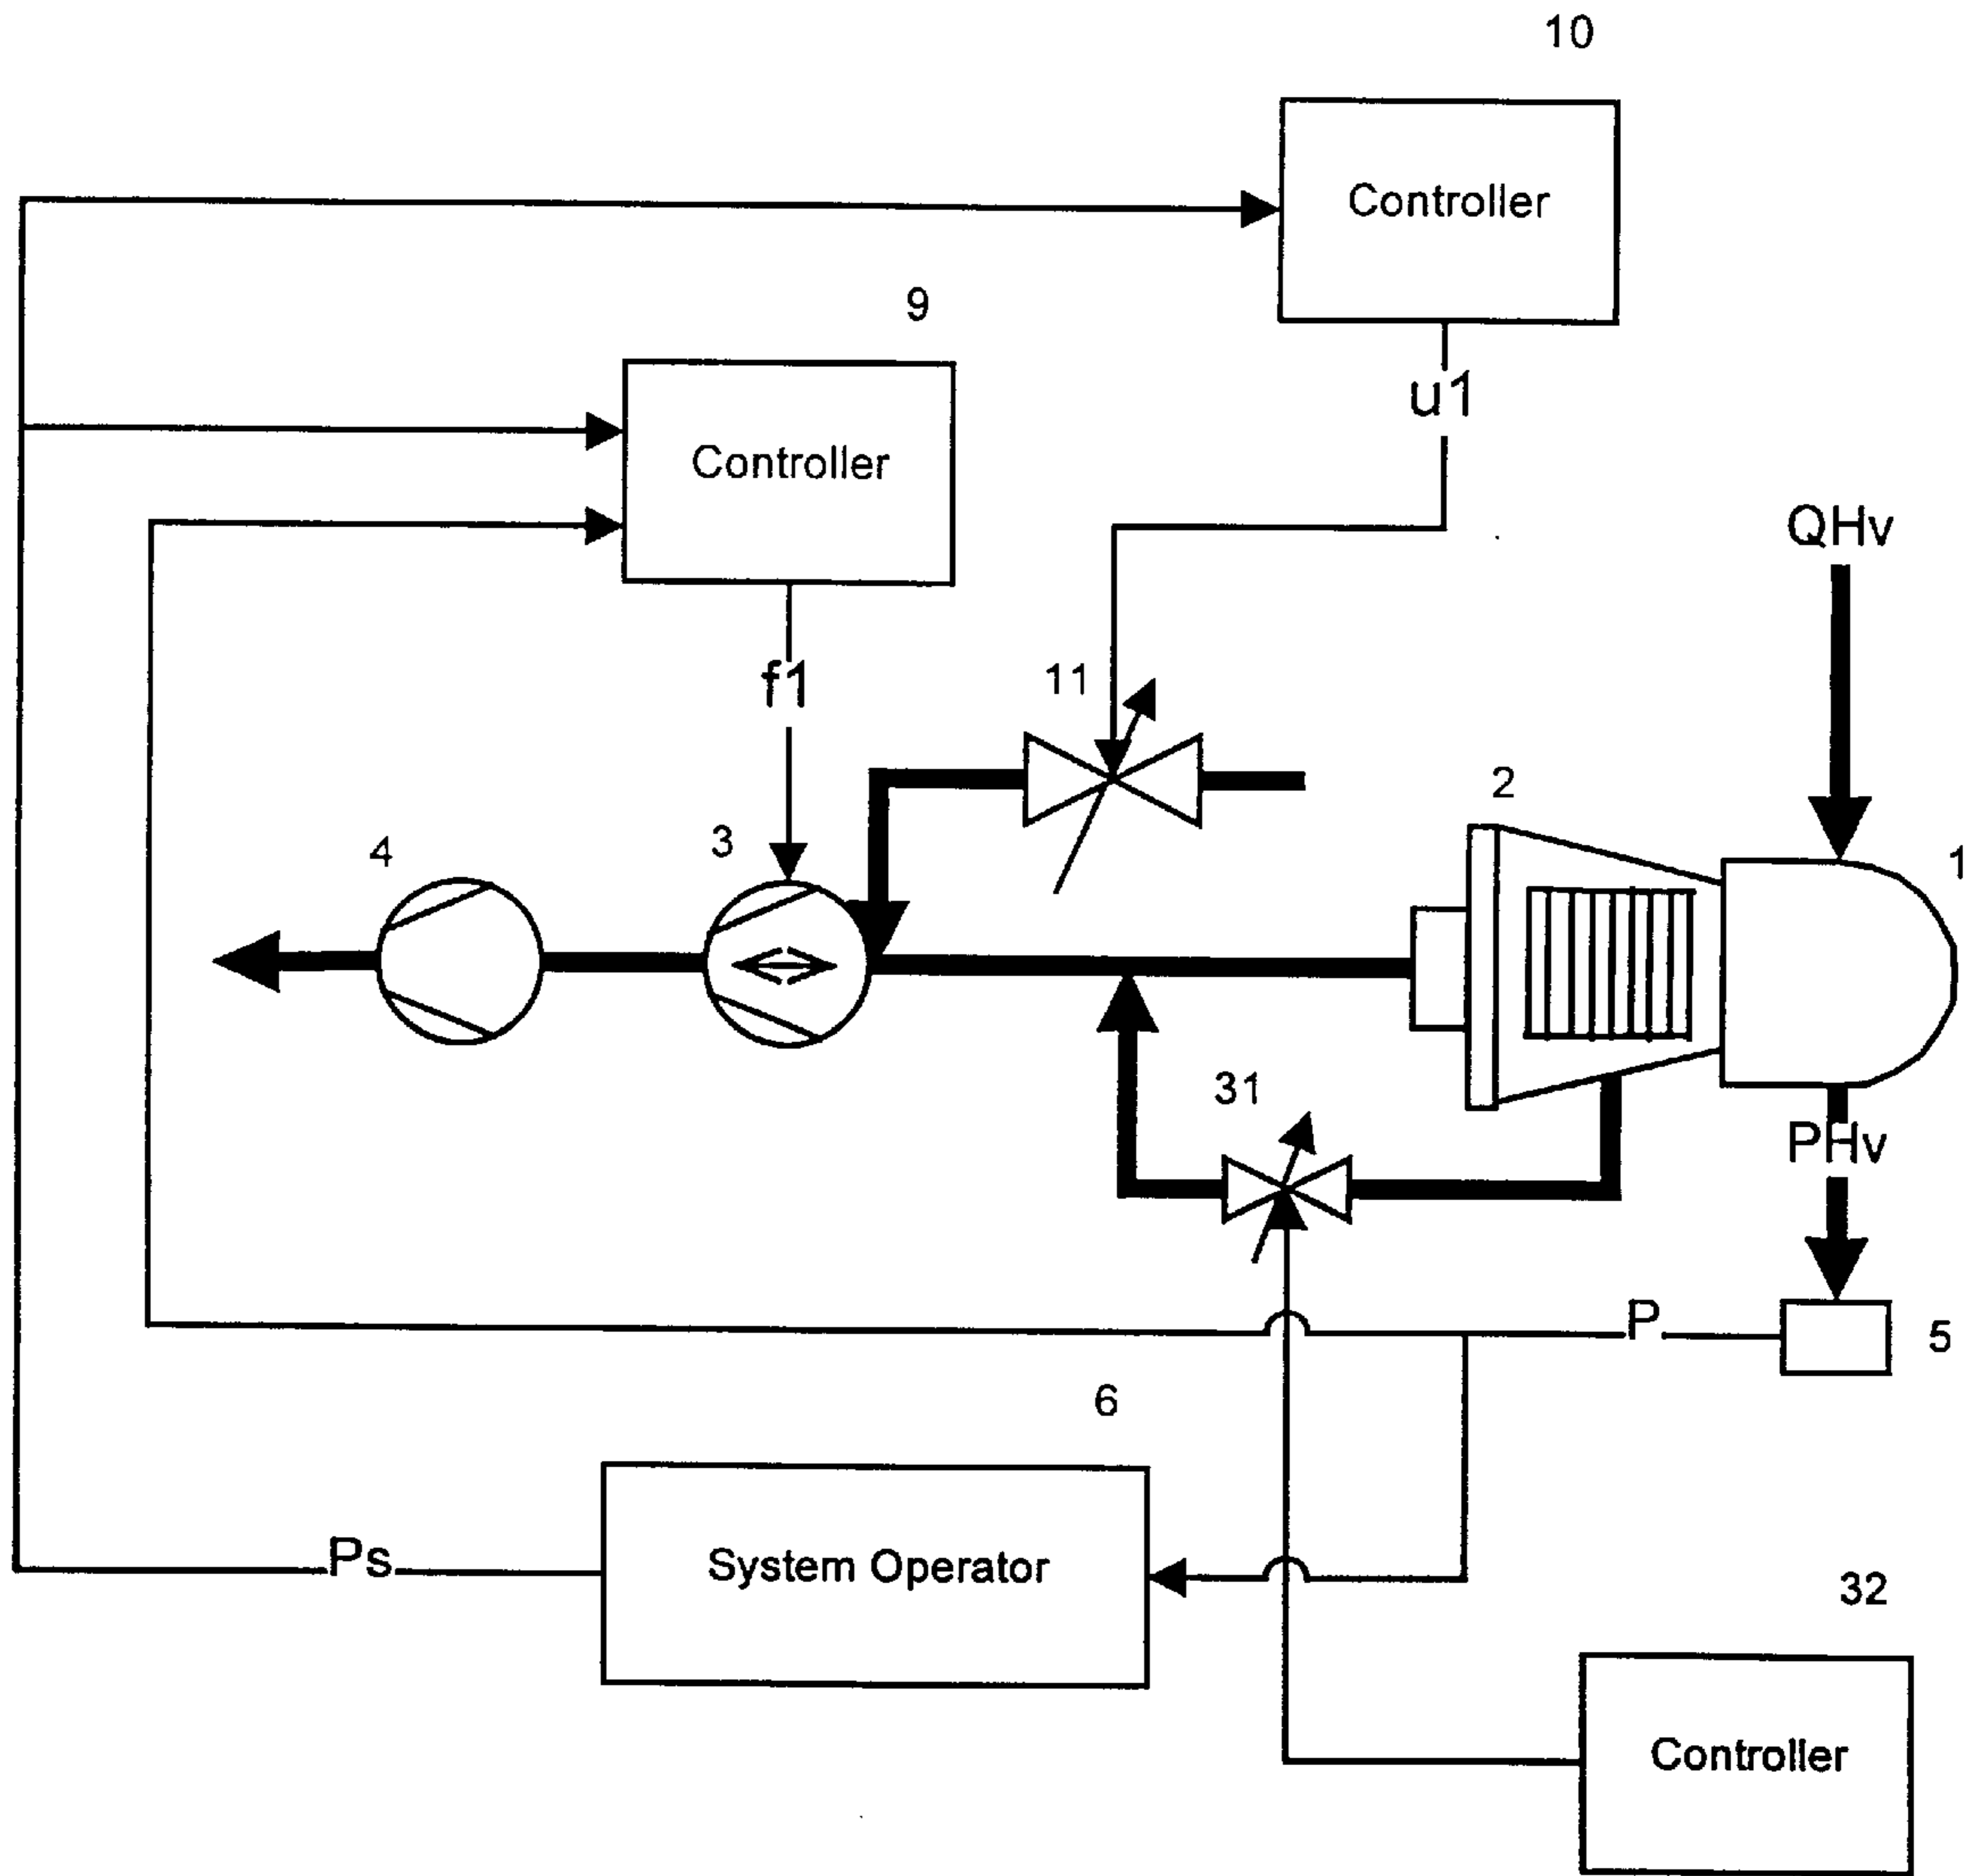 10
Controller
9
u1
Controller
QHv
f1
11
2
3
4
1
31
PHv
P
5
6
Ps
System Operator
32
Controller